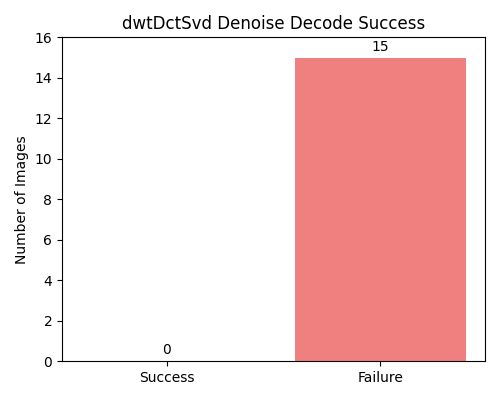 dwtDctSvd Denoise Decode Success
16
15
14
12
10
8
6
4
2
0
0
Number of Images
Success
Failure